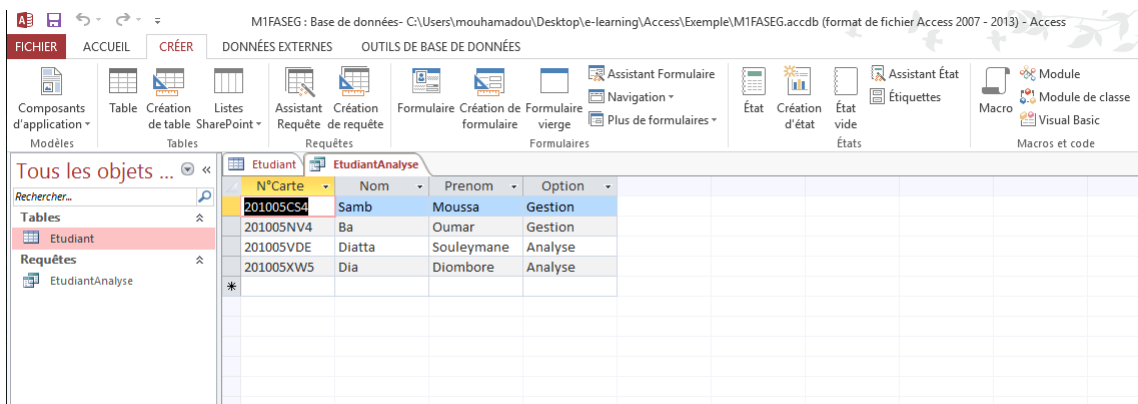 M1FASEG : Base de données- C:\Users\mouhamadou\Desktop\e-learning\Access\Exemple\M1FASEG.accdb (format de fichier Access 2007 - 2013) - Access
FICHIER ACCUEIL CRÉER DONNÉES EXTERNES OUTILS DE BASE DE DONNÉES
Composants d'application
Modèles
Table
Création de table
Listes SharePoint
Tables
Assistant Requête
Création de requête
Requêtes
Formulaire
Création de formulaire
Formulaire vierge
Assistant Formulaire
Navigation
Plus de formulaires
Formulaires
État
Création d'état
État vide
Assistant État
Étiquettes
États
Macro
Module
Module de classe
Visual Basic
Macros et code
Tous les objets ...
Rechercher...
Tables
Etudiant
Requêtes
EtudiantAnalyse
Etudiant EtudiantAnalyse
N°Carte Nom Prenom Option
201005CS4 Samb Moussa Gestion
201005NV4 Ba Oumar Gestion
201005VDE Diatta Souleymane Analyse
201005XW5 Dia Diombore Analyse